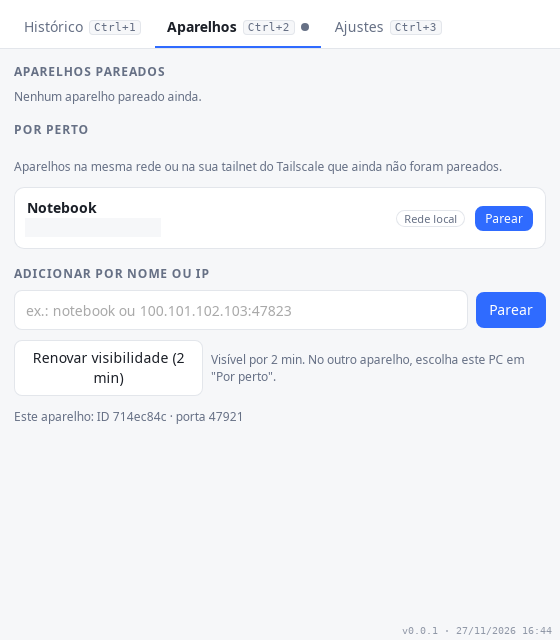 Histórico Ctrl+1 Aparelhos Ctrl+2 Ajustes Ctrl+3
APARELHOS PAREADOS
Nenhum aparelho pareado ainda.
POR PERTO
Aparelhos na mesma rede ou na sua tailnet do Tailscale que ainda não foram pareados.
Notebook
Rede local Parear
ADICIONAR POR NOME OU IP
ex.: notebook ou 100.101.102.103:47823 Parear
Renovar visibilidade (2
min)
Visível por 2 min. No outro aparelho, escolha este PC em
"Por perto".
Este aparelho: ID 714ec84c · porta 47921
v0.0.1 · 27/11/2026 16:44